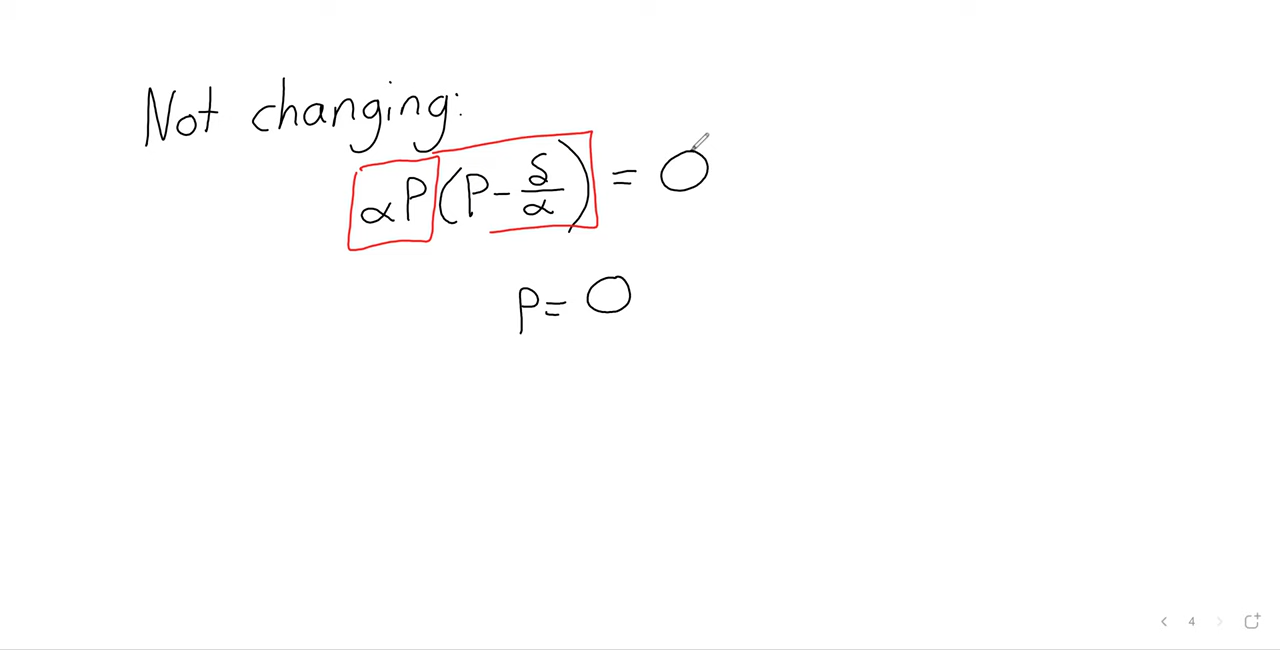 Not changing:
αP(P - δ/α) = 0
P = 0
4